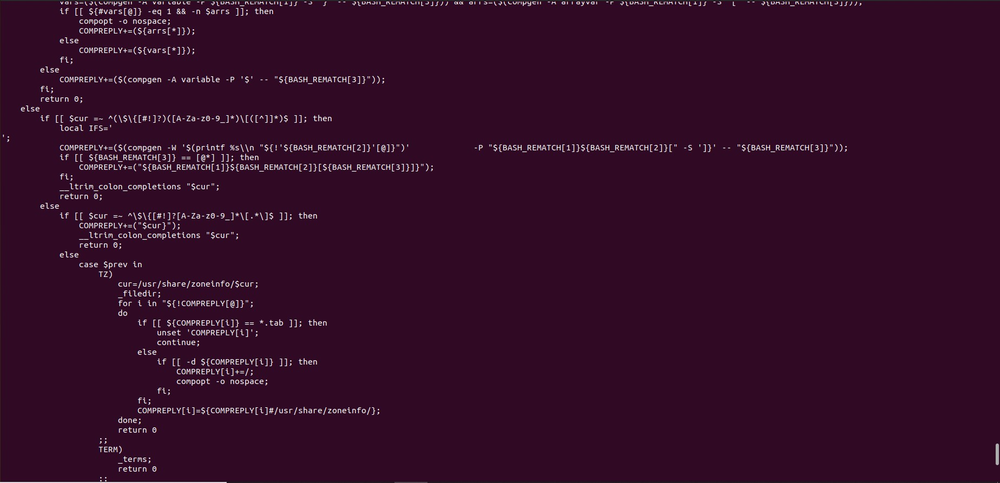 vars=($(compgen -A variable -P "${BASH_REMATCH[1]}" -S '}' -- "${BASH_REMATCH[3]}")) && arrs=($(compgen -A arrayvar -P "${BASH_REMATCH[1]}" -S '[' -- "${BASH_REMATCH[3]}"));
            if [[ ${#vars[@]} -eq 1 && -n $arrs ]]; then
                compopt -o nospace;
                COMPREPLY+=(${arrs[*]});
            else
                COMPREPLY+=(${vars[*]});
            fi;
        else
            COMPREPLY+=($(compgen -A variable -P '$' -- "${BASH_REMATCH[3]}"));
        fi;
        return 0;
    else
        if [[ $cur =~ ^(\$\{[#!]?)([A-Za-z0-9_]*)\[([^]]*)$ ]]; then
            local IFS='
';
            COMPREPLY+=($(compgen -W '$(printf %s\\n "${!'${BASH_REMATCH[2]}'[@]}")'             -P "${BASH_REMATCH[1]}${BASH_REMATCH[2]}[" -S ']}' -- "${BASH_REMATCH[3]}"));
            if [[ ${BASH_REMATCH[3]} == [@*] ]]; then
                COMPREPLY+=("${BASH_REMATCH[1]}${BASH_REMATCH[2]}[${BASH_REMATCH[3]}]}");
            fi;
            __ltrim_colon_completions "$cur";
            return 0;
        else
            if [[ $cur =~ ^\$\{[#!]?[A-Za-z0-9_]*\[.*\]$ ]]; then
                COMPREPLY+=("$cur}");
                __ltrim_colon_completions "$cur";
                return 0;
            else
                case $prev in
                    TZ)
                        cur=/usr/share/zoneinfo/$cur;
                        _filedir;
                        for i in "${!COMPREPLY[@]}";
                        do
                            if [[ ${COMPREPLY[i]} == *.tab ]]; then
                                unset 'COMPREPLY[i]';
                                continue;
                            else
                                if [[ -d ${COMPREPLY[i]} ]]; then
                                    COMPREPLY[i]+=/;
                                    compopt -o nospace;
                                fi;
                            fi;
                            COMPREPLY[i]=${COMPREPLY[i]#/usr/share/zoneinfo/};
                        done;
                        return 0
                    ;;
                    TERM)
                        _terms;
                        return 0
                    ;;